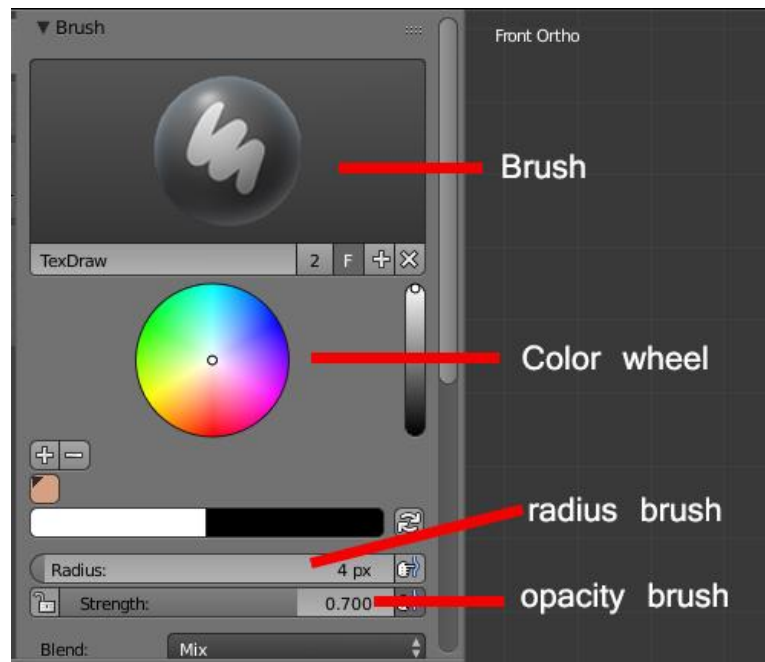 Brush
Front Ortho
Brush
TexDraw 2 F
Color wheel
radius brush
Radius: 4 px
opacity brush
Strength: 0.700
Blend: Mix